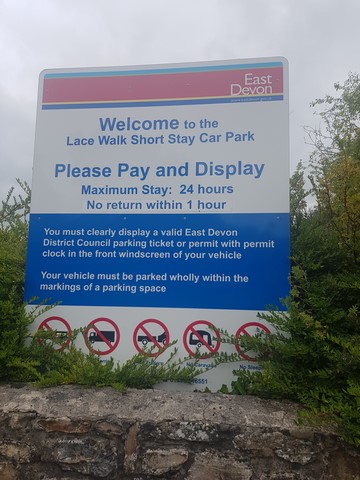 East
Devon
Welcome to the
Lace Walk Short Stay Car Park
Please Pay and Display
Maximum Stay: 24 hours
No return within 1 hour
You must clearly display a valid East Devon
District Council parking ticket or permit with permit
clock in the front windscreen of your vehicle
Your vehicle must be parked wholly within the
markings of a parking space